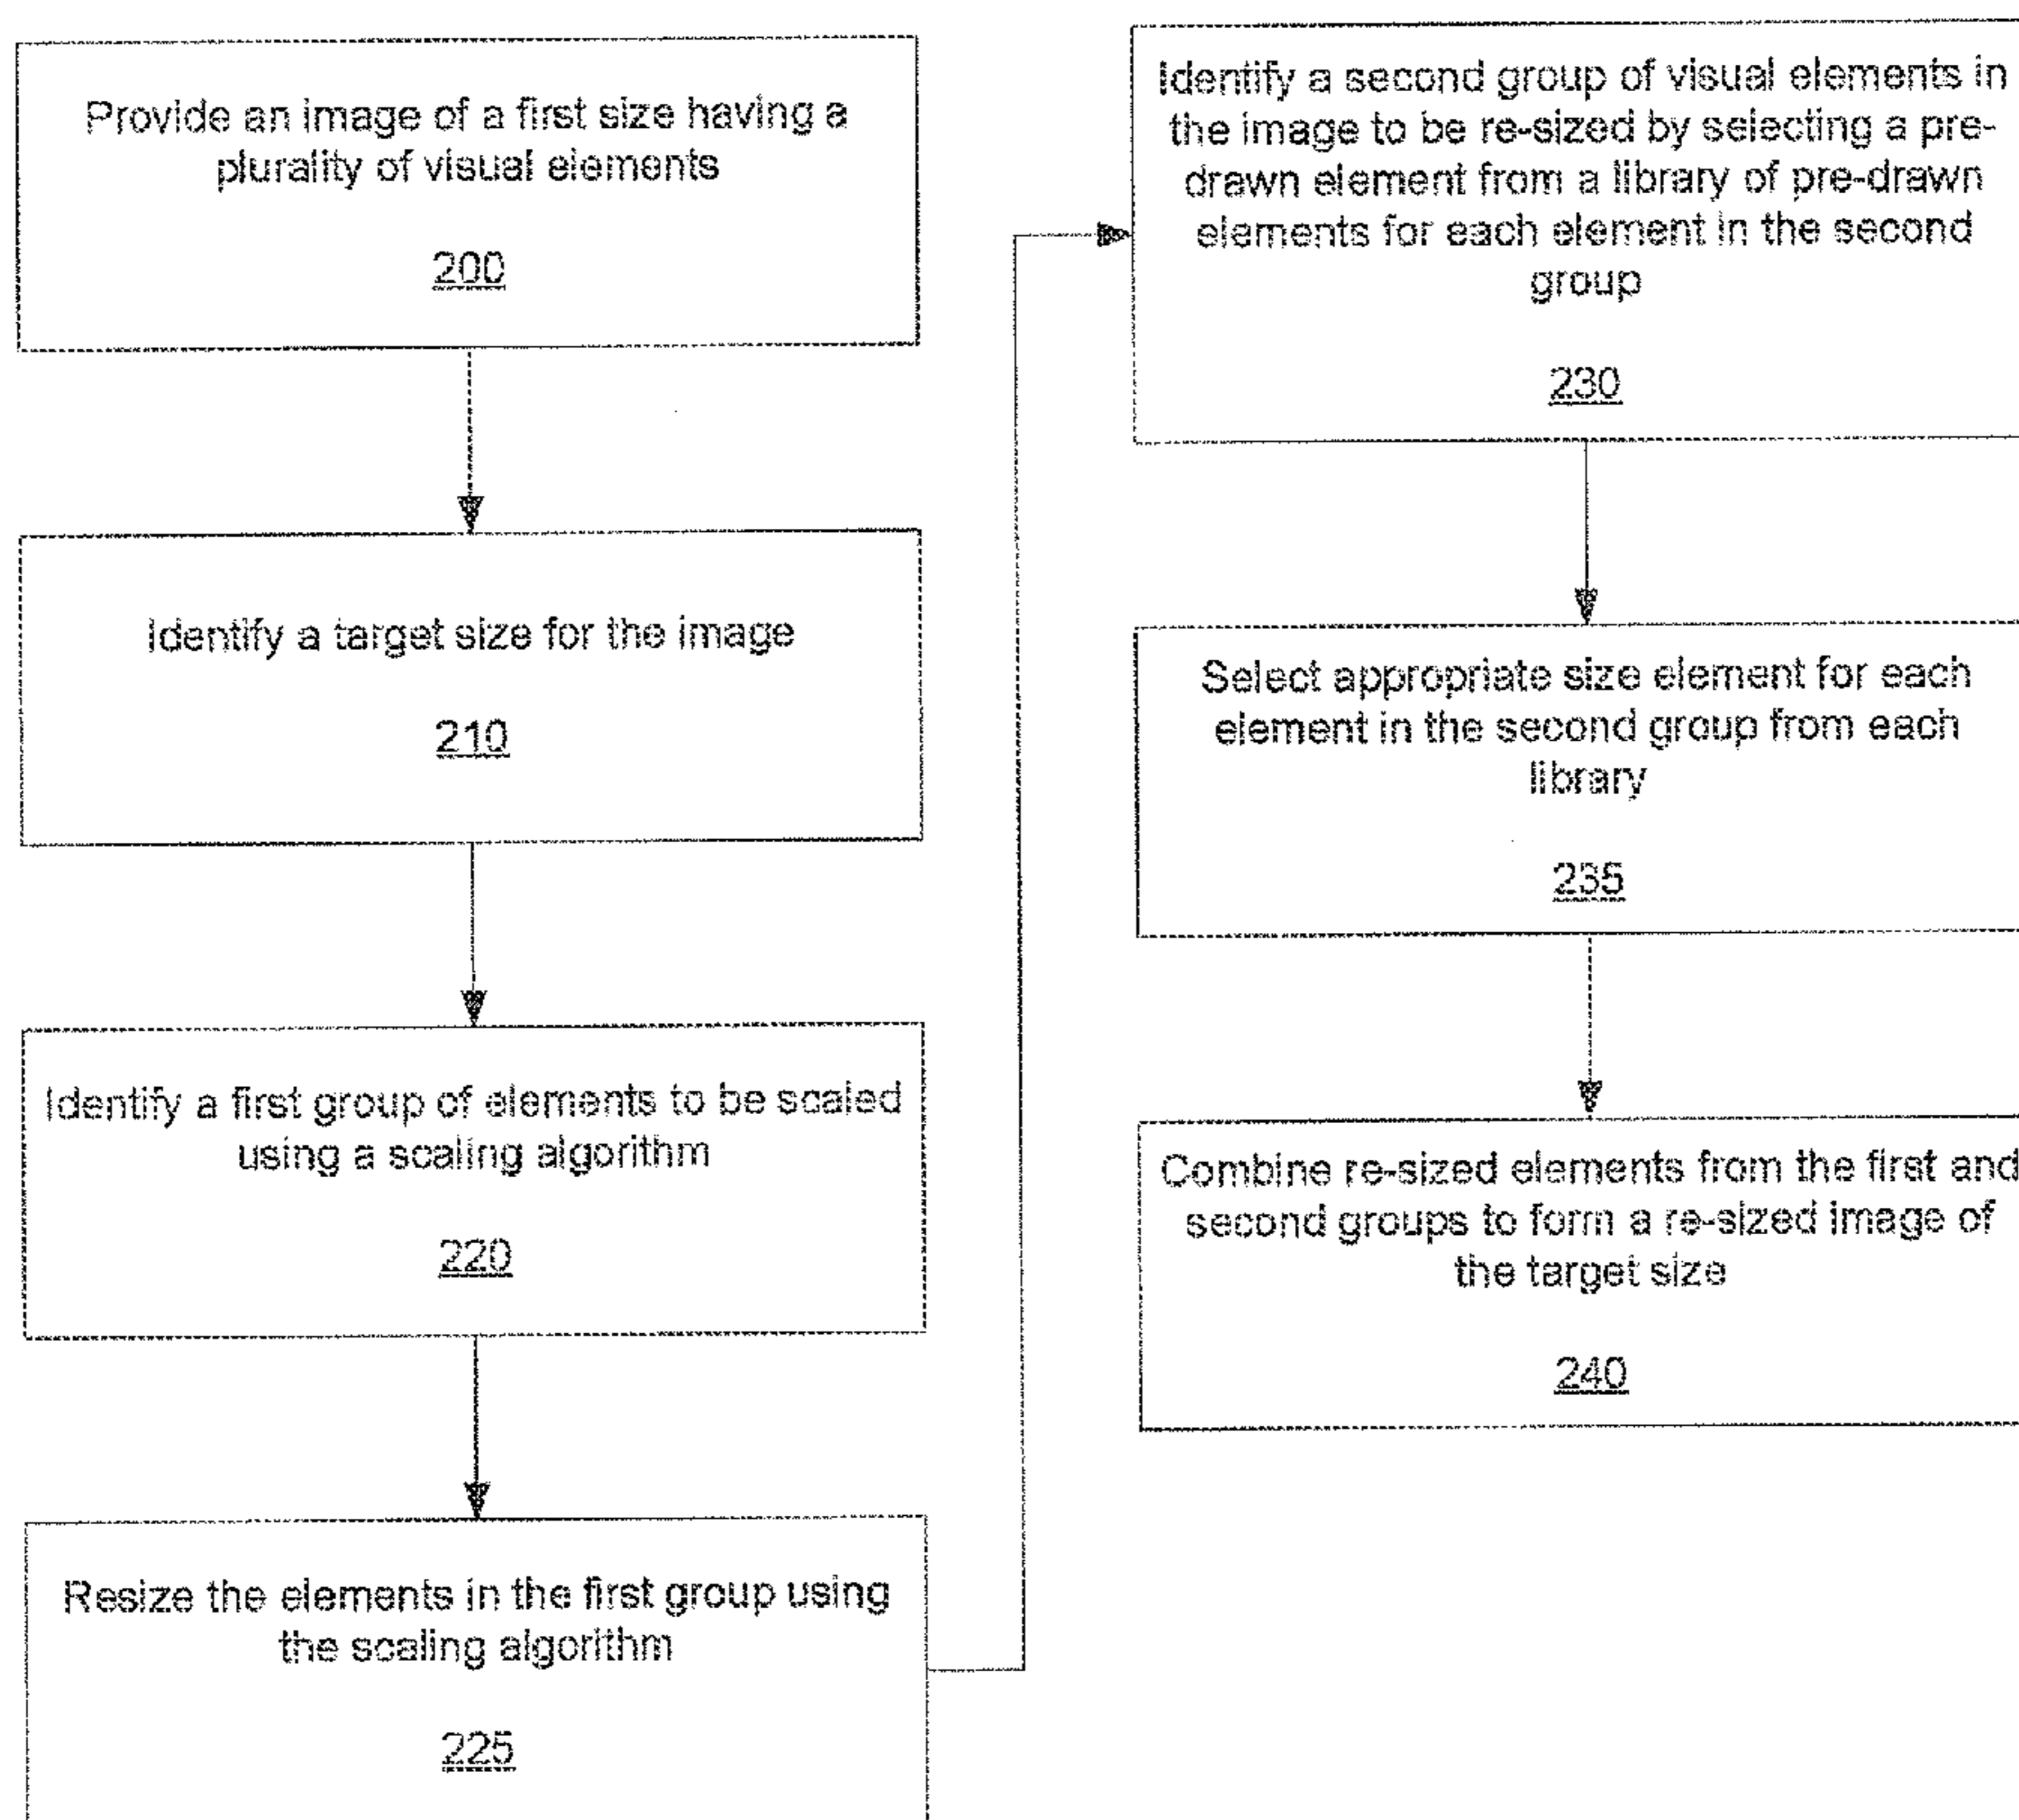 Provide an image of a first size having a
plurality of visual elements
200
Identify a target size for the image
210
Identify a first group of elements to be scaled
using a scaling algorithm
220
Resize the elements in the first group using
the scaling algorithm
225
Identify a second group of visual elements in
the image to be re-sized by selecting a pre-
drawn element from a library of pre-drawn
elements for each element in the second
group
230
Select appropriate size element for each
element in the second group from each
library
235
Combine re-sized elements from the first and
second groups to form a re-sized image of
the target size
240